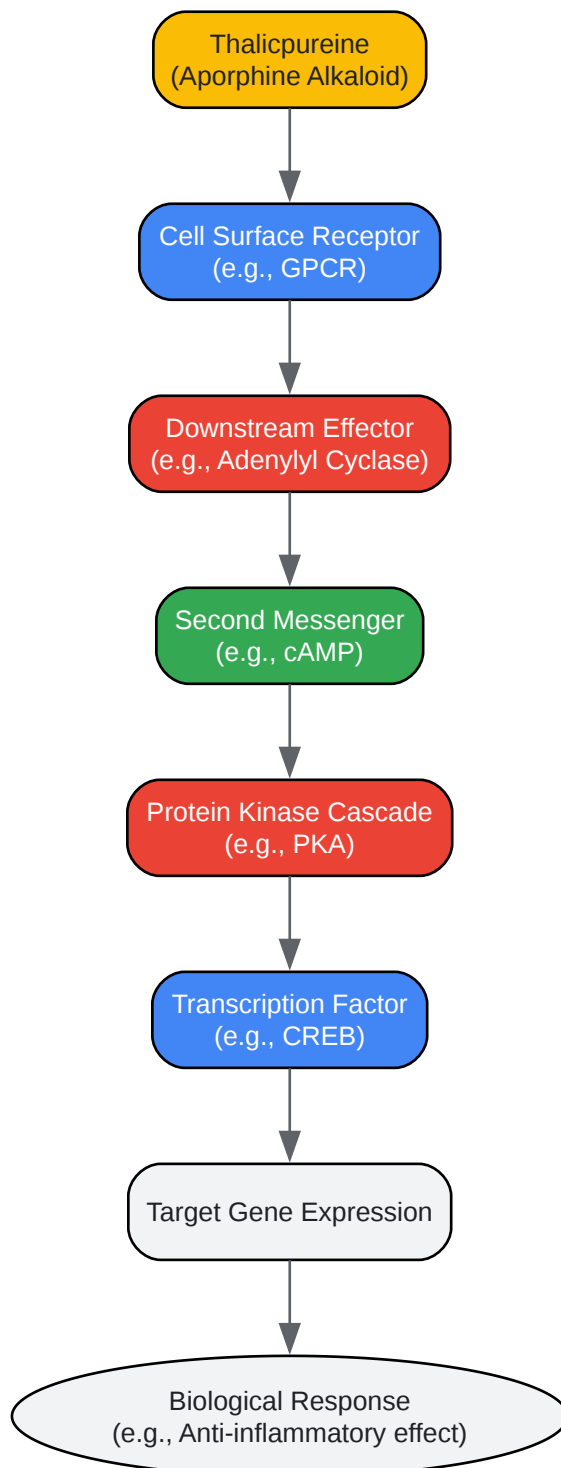 Thalicpureine
(Aporphine Alkaloid)
Cell Surface Receptor
(e.g., GPCR)
Downstream Effector
(e.g., Adenylyl Cyclase)
Second Messenger
(e.g., cAMP)
Protein Kinase Cascade
(e.g., PKA)
Transcription Factor
(e.g., CREB)
Target Gene Expression
Biological Response
(e.g., Anti-inflammatory effect)